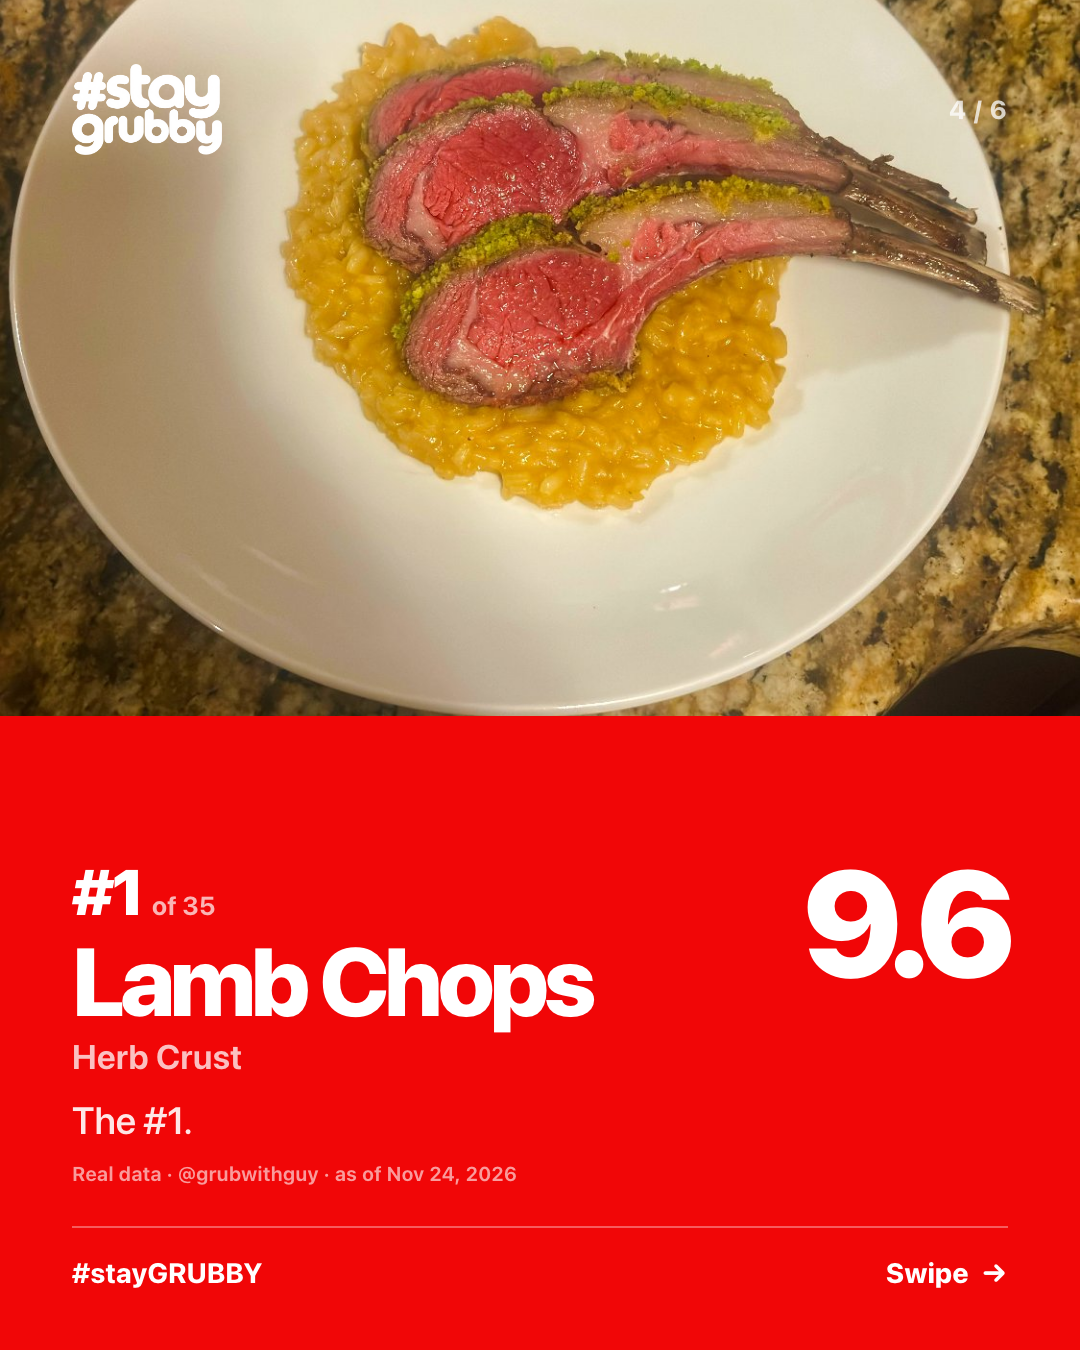 #stay
grubby
4 / 6
#1 of 35
9.6
Lamb Chops
Herb Crust
The #1.
Real data · @grubwithguy · as of Nov 24, 2026
#stayGRUBBY
Swipe →